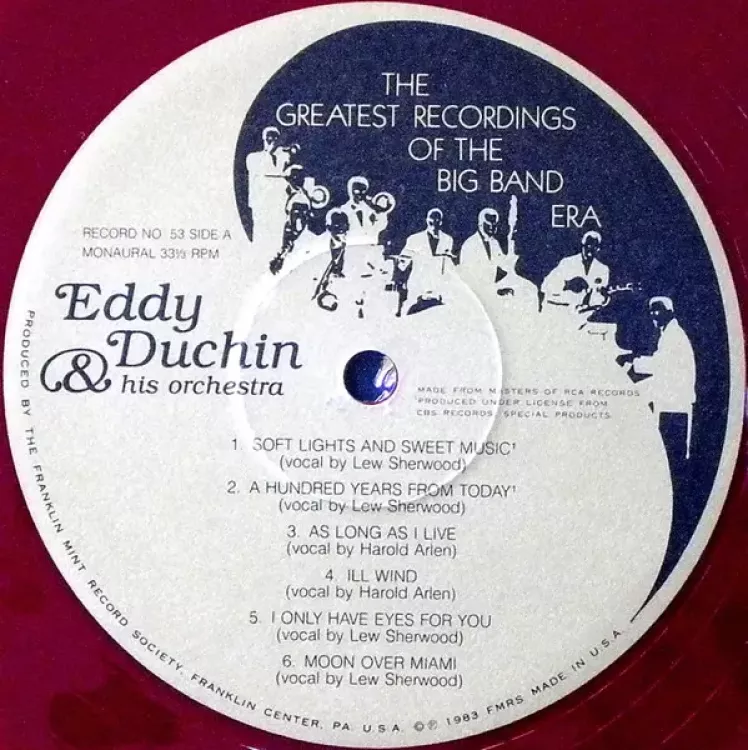 THE
GREATEST RECORDINGS
OF THE
BIG BAND
ERA
RECORD NO. 53 SIDE A
MONAURAL 33⅓ RPM
Eddy
Duchin
& his orchestra
MADE FROM MASTERS OF RCA RECORDS
†PRODUCED UNDER LICENSE FROM
CBS RECORDS, SPECIAL PRODUCTS
1. SOFT LIGHTS AND SWEET MUSIC†
(vocal by Lew Sherwood)
2. A HUNDRED YEARS FROM TODAY†
(vocal by Lew Sherwood)
3. AS LONG AS I LIVE
(vocal by Harold Arlen)
4. ILL WIND
(vocal by Harold Arlen)
5. I ONLY HAVE EYES FOR YOU
(vocal by Lew Sherwood)
6. MOON OVER MIAMI
(vocal by Lew Sherwood)
PRODUCED BY THE FRANKLIN MINT RECORD SOCIETY, FRANKLIN CENTER, PA. U.S.A. ©℗ 1983 FMRS MADE IN U.S.A.